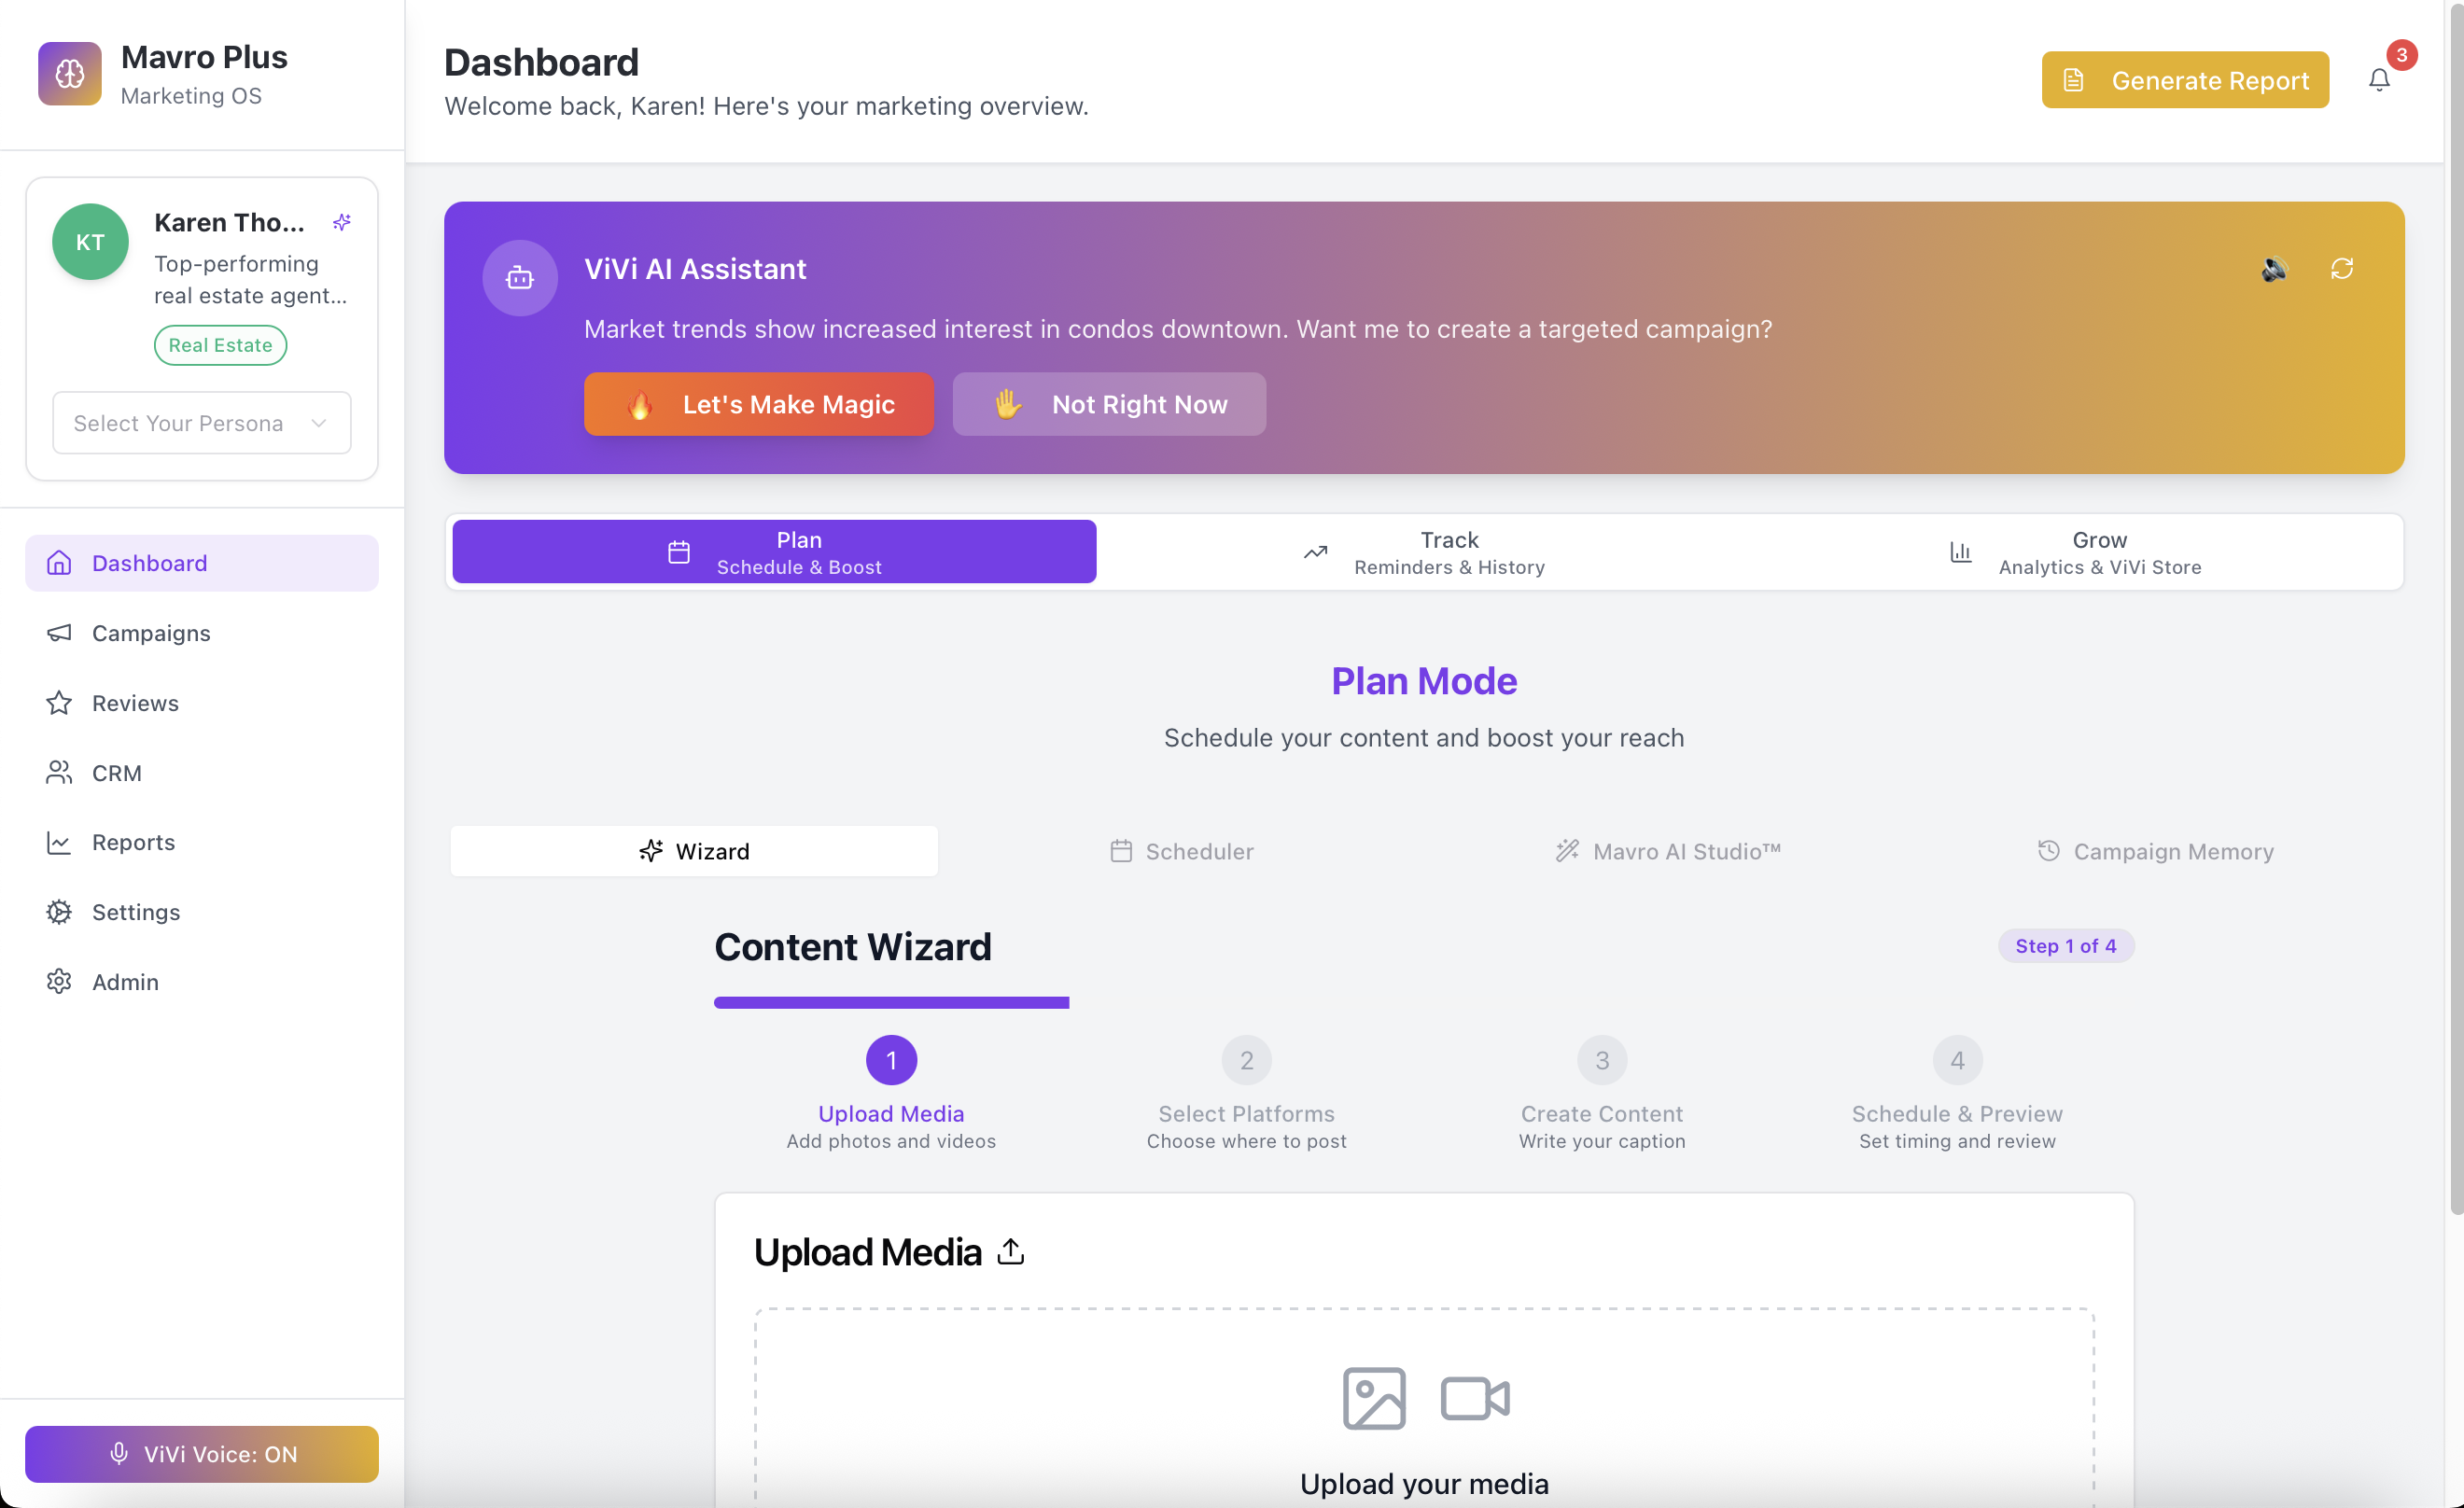 Mavro Plus
Marketing OS
KT
Karen Tho...
Top-performing
real estate agent...
Real Estate
Select Your Persona
Dashboard
Campaigns
Reviews
CRM
Reports
Settings
Admin
ViVi Voice: ON
Dashboard
Welcome back, Karen! Here's your marketing overview.
Generate Report
3
ViVi AI Assistant
Market trends show increased interest in condos downtown. Want me to create a targeted campaign?
Let's Make Magic
Not Right Now
Plan
Schedule & Boost
Track
Reminders & History
Grow
Analytics & ViVi Store
Plan Mode
Schedule your content and boost your reach
Wizard
Scheduler
Mavro AI Studio™
Campaign Memory
Content Wizard
Step 1 of 4
1
Upload Media
Add photos and videos
2
Select Platforms
Choose where to post
3
Create Content
Write your caption
4
Schedule & Preview
Set timing and review
Upload Media
Upload your media